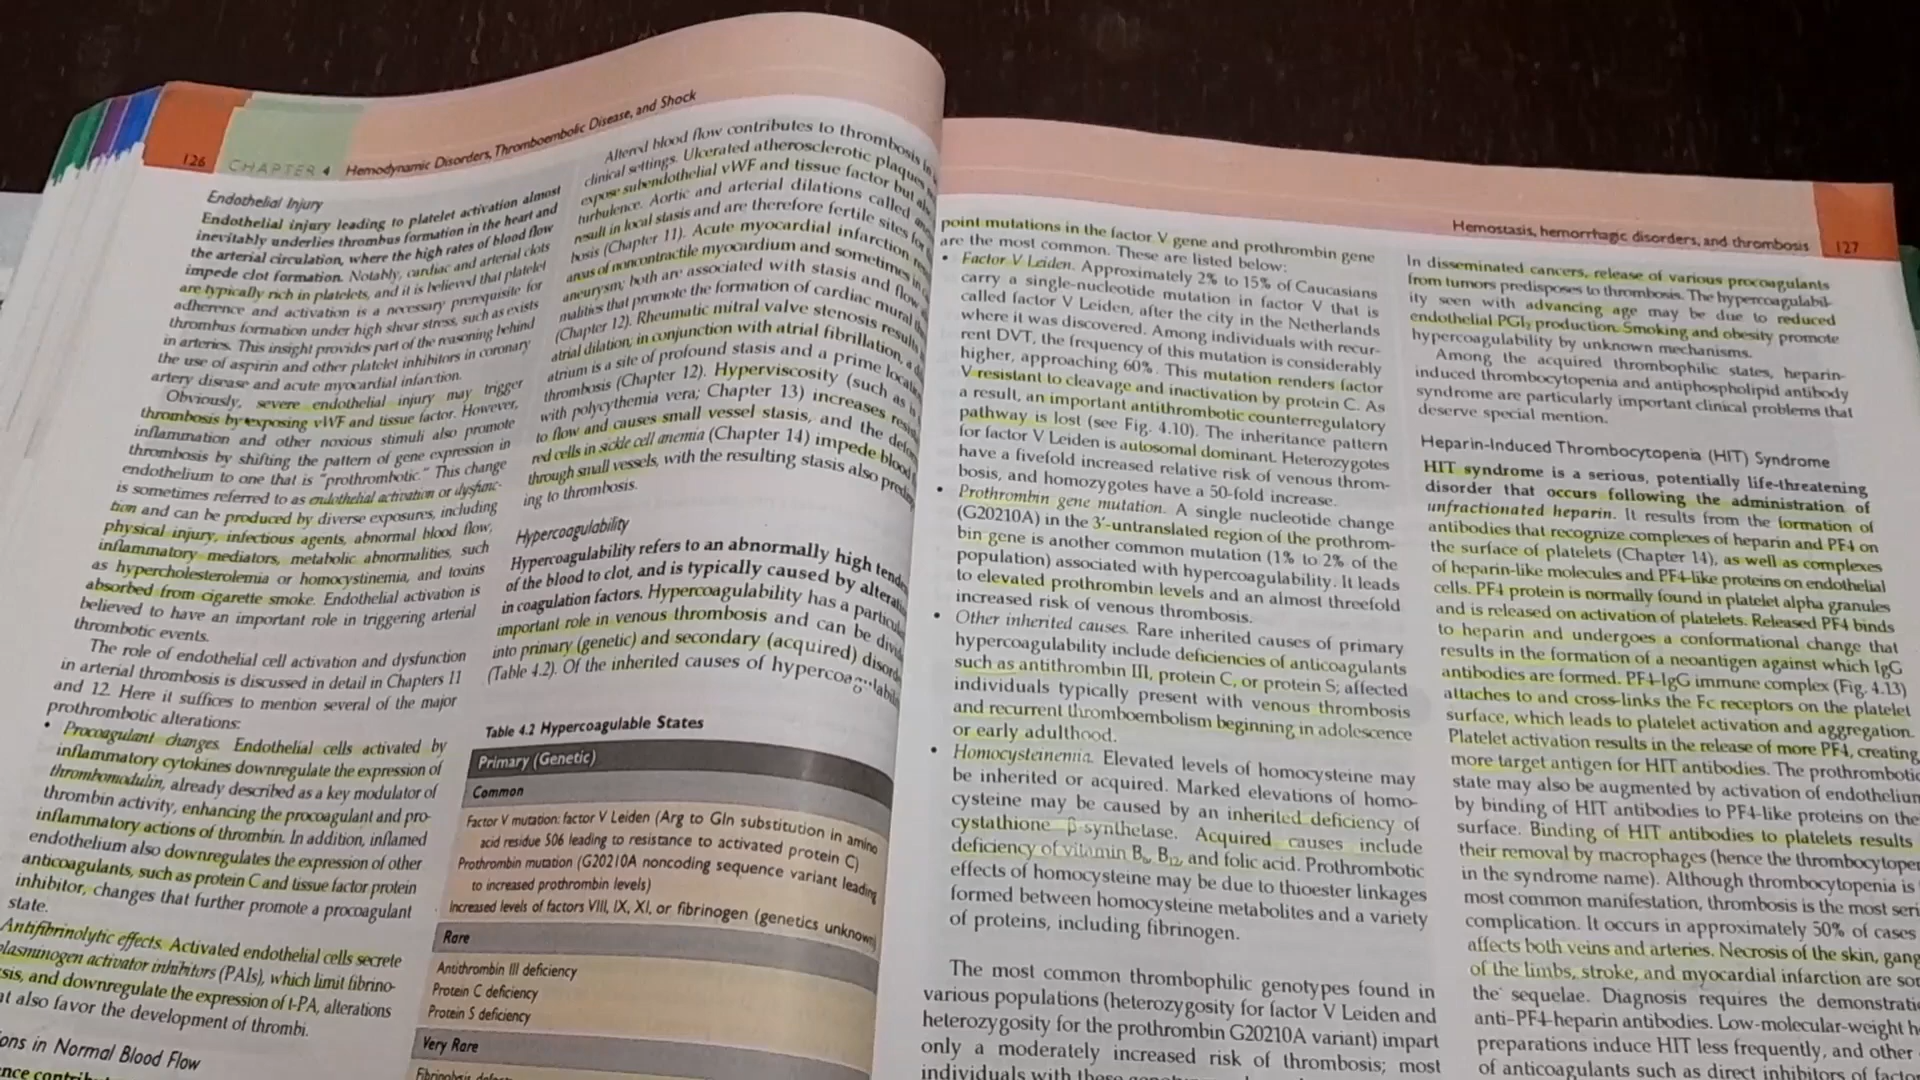 126 CHAPTER 4 Hemodynamic Disorders, Thromboembolic Disease, and Shock
Endothelial Injury
Endothelial injury leading to platelet activation almost
inevitably underlies thrombus formation in the heart and
the arterial circulation, where the high rates of blood flow
impede clot formation. Notably, cardiac and arterial clots
are typically rich in platelets, and it is believed that platelet
adherence and activation is a necessary prerequisite for
thrombus formation under high shear stress, such as exists
in arteries. This insight provides part of the reasoning behind
the use of aspirin and other platelet inhibitors in coronary
artery disease and acute myocardial infarction.
Obviously, severe endothelial injury may trigger
thrombosis by exposing vWF and tissue factor. However,
inflammation and other noxious stimuli also promote
thrombosis by shifting the pattern of gene expression in
endothelium to one that is “prothrombotic.” This change
is sometimes referred to as endothelial activation or dysfunc-
tion and can be produced by diverse exposures, including
physical injury, infectious agents, abnormal blood flow,
inflammatory mediators, metabolic abnormalities, such
as hypercholesterolemia or homocystinemia, and toxins
absorbed from cigarette smoke. Endothelial activation is
believed to have an important role in triggering arterial
thrombotic events.
The role of endothelial cell activation and dysfunction
in arterial thrombosis is discussed in detail in Chapters 11
and 12. Here it suffices to mention several of the major
prothrombotic alterations:
• Procoagulant changes. Endothelial cells activated by
inflammatory cytokines downregulate the expression of
thrombomodulin, already described as a key modulator of
thrombin activity, enhancing the procoagulant and pro-
inflammatory actions of thrombin. In addition, inflamed
endothelium also downregulates the expression of other
anticoagulants, such as protein C and tissue factor protein
inhibitor, changes that further promote a procoagulant
state.
Antifibrinolytic effects. Activated endothelial cells secrete
plasminogen activator inhibitors (PAIs), which limit fibrino-
sis, and downregulate the expression of t-PA, alterations
at also favor the development of thrombi.
ons in Normal Blood Flow
Altered blood flow contributes to thrombosis in
clinical settings. Ulcerated atherosclerotic plaques
expose subendothelial vWF and tissue factor but
turbulence. Aortic and arterial dilations called
result in local stasis and are therefore fertile sites for
bosis (Chapter 11). Acute myocardial infarction
areas of noncontractile myocardium and sometimes
aneurysm; both are associated with stasis and flow
malities that promote the formation of cardiac mural
(Chapter 12). Rheumatic mitral valve stenosis results
atrial dilation, in conjunction with atrial fibrillation, a
atrium is a site of profound stasis and a prime location
thrombosis (Chapter 12). Hyperviscosity (such as
with polycythemia vera; Chapter 13) increases
to flow and causes small vessel stasis, and the
red cells in sickle cell anemia (Chapter 14) impede blood
through small vessels, with the resulting stasis also
ing to thrombosis.
Hypercoagulability
Hypercoagulability refers to an abnormally high
of the blood to clot, and is typically caused by
in coagulation factors. Hypercoagulability has a
important role in venous thrombosis and can be
into primary (genetic) and secondary (acquired)
(Table 4.2). Of the inherited causes of
Table 4.2 Hypercoagulable States
Primary (Genetic)
Common
Factor V mutation: factor V Leiden (Arg to Gln substitution in amino
acid residue 506 leading to resistance to activated protein C)
Prothrombin mutation (G20210A noncoding sequence variant leading
to increased prothrombin levels)
Increased levels of factors VIII, IX, XI, or fibrinogen (genetics unknown)
Rare
Antithrombin III deficiency
Protein C deficiency
Protein S deficiency
Very Rare
Hemostasis, hemorrhagic disorders, and thrombosis 127
point mutations in the factor V gene and prothrombin gene
are the most common. These are listed below:
• Factor V Leiden. Approximately 2% to 15% of Caucasians
carry a single-nucleotide mutation in factor V that is
called factor V Leiden, after the city in the Netherlands
where it was discovered. Among individuals with recur-
rent DVT, the frequency of this mutation is considerably
higher, approaching 60%. This mutation renders factor
V resistant to cleavage and inactivation by protein C. As
a result, an important antithrombotic counterregulatory
pathway is lost (see Fig. 4.10). The inheritance pattern
for factor V Leiden is autosomal dominant. Heterozygotes
have a fivefold increased relative risk of venous throm-
bosis, and homozygotes have a 50-fold increase.
• Prothrombin gene mutation. A single nucleotide change
(G20210A) in the 3′-untranslated region of the prothrom-
bin gene is another common mutation (1% to 2% of the
population) associated with hypercoagulability. It leads
to elevated prothrombin levels and an almost threefold
increased risk of venous thrombosis.
• Other inherited causes. Rare inherited causes of primary
hypercoagulability include deficiencies of anticoagulants
such as antithrombin III, protein C, or protein S; affected
individuals typically present with venous thrombosis
and recurrent thromboembolism beginning in adolescence
or early adulthood.
• Homocysteinemia. Elevated levels of homocysteine may
be inherited or acquired. Marked elevations of homo-
cysteine may be caused by an inherited deficiency of
cystathione β-synthetase. Acquired causes include
deficiency of vitamin B₆, B₁₂, and folic acid. Prothrombotic
effects of homocysteine may be due to thioester linkages
formed between homocysteine metabolites and a variety
of proteins, including fibrinogen.
The most common thrombophilic genotypes found in
various populations (heterozygosity for factor V Leiden and
heterozygosity for the prothrombin G20210A variant) impart
only a moderately increased risk of thrombosis; most
individuals with these
In disseminated cancers, release of various procoagulants
from tumors predisposes to thrombosis. The hypercoagulabil-
ity seen with advancing age may be due to reduced
endothelial PGI₂ production. Smoking and obesity promote
hypercoagulability by unknown mechanisms.
Among the acquired thrombophilic states, heparin-
induced thrombocytopenia and antiphospholipid antibody
syndrome are particularly important clinical problems that
deserve special mention.
Heparin-Induced Thrombocytopenia (HIT) Syndrome
HIT syndrome is a serious, potentially life-threatening
disorder that occurs following the administration of
unfractionated heparin. It results from the formation of
antibodies that recognize complexes of heparin and PF4 on
the surface of platelets (Chapter 14), as well as complexes
of heparin-like molecules and PF4-like proteins on endothelial
cells. PF4 protein is normally found in platelet alpha granules
and is released on activation of platelets. Released PF4 binds
to heparin and undergoes a conformational change that
results in the formation of a neoantigen against which IgG
antibodies are formed. PF4-IgG immune complex (Fig. 4.13)
attaches to and cross-links the Fc receptors on the platelet
surface, which leads to platelet activation and aggregation.
Platelet activation results in the release of more PF4, creating
more target antigen for HIT antibodies. The prothrombotic
state may also be augmented by activation of endothelium
by binding of HIT antibodies to PF4-like proteins on the
surface. Binding of HIT antibodies to platelets results
their removal by macrophages (hence the thrombocytopen
in the syndrome name). Although thrombocytopenia is
most common manifestation, thrombosis is the most seri
complication. It occurs in approximately 50% of cases
affects both veins and arteries. Necrosis of the skin, gang
of the limbs, stroke, and myocardial infarction are
the sequelae. Diagnosis requires the demonstrati
anti-PF4-heparin antibodies. Low-molecular-weight
preparations induce HIT less frequently, and other
of anticoagulants such as direct inhibitors of